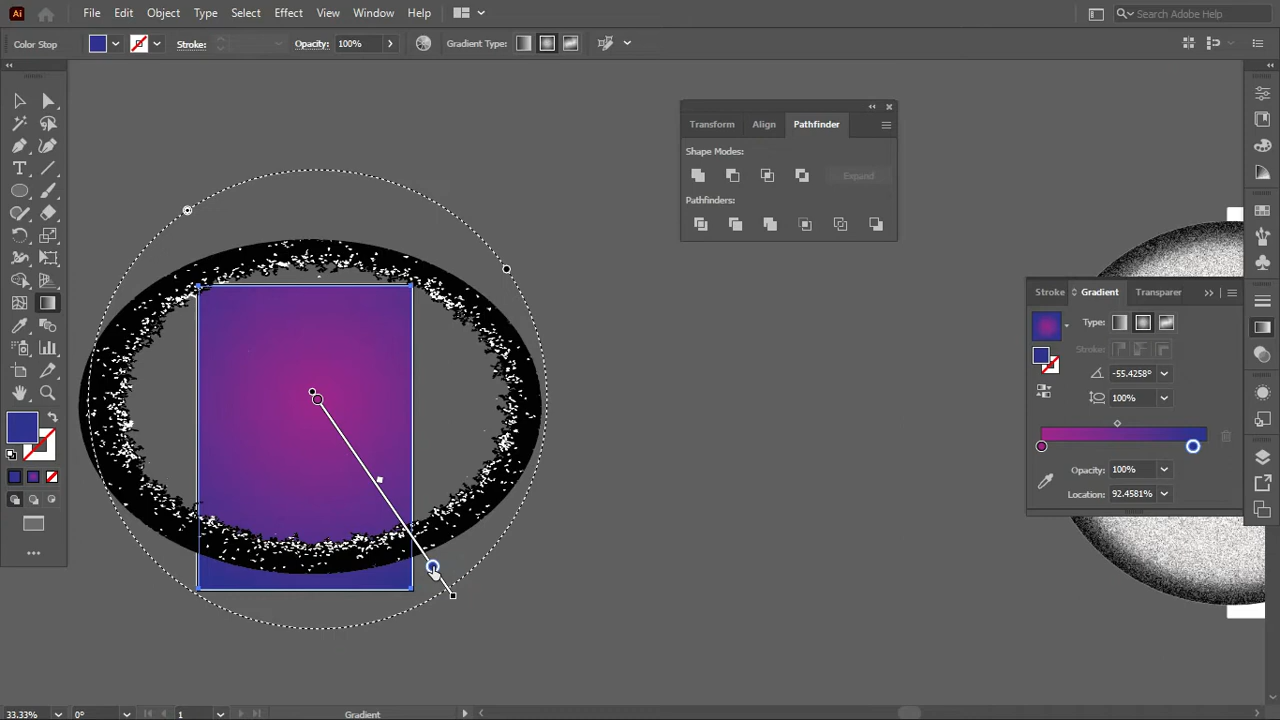 Ai File Edit Object Type Select Effect View Window Help Search Adobe Help
Color Stop Stroke: Opacity: 100% Gradient Type:
Transform Align Pathfinder
Shape Modes:
Expand
Pathfinders:
Stroke Gradient Transparer
Type:
Stroke:
-55.4258°
100%
Opacity: 100%
Location: 92.4581%
33.33% 0° 1 Gradient